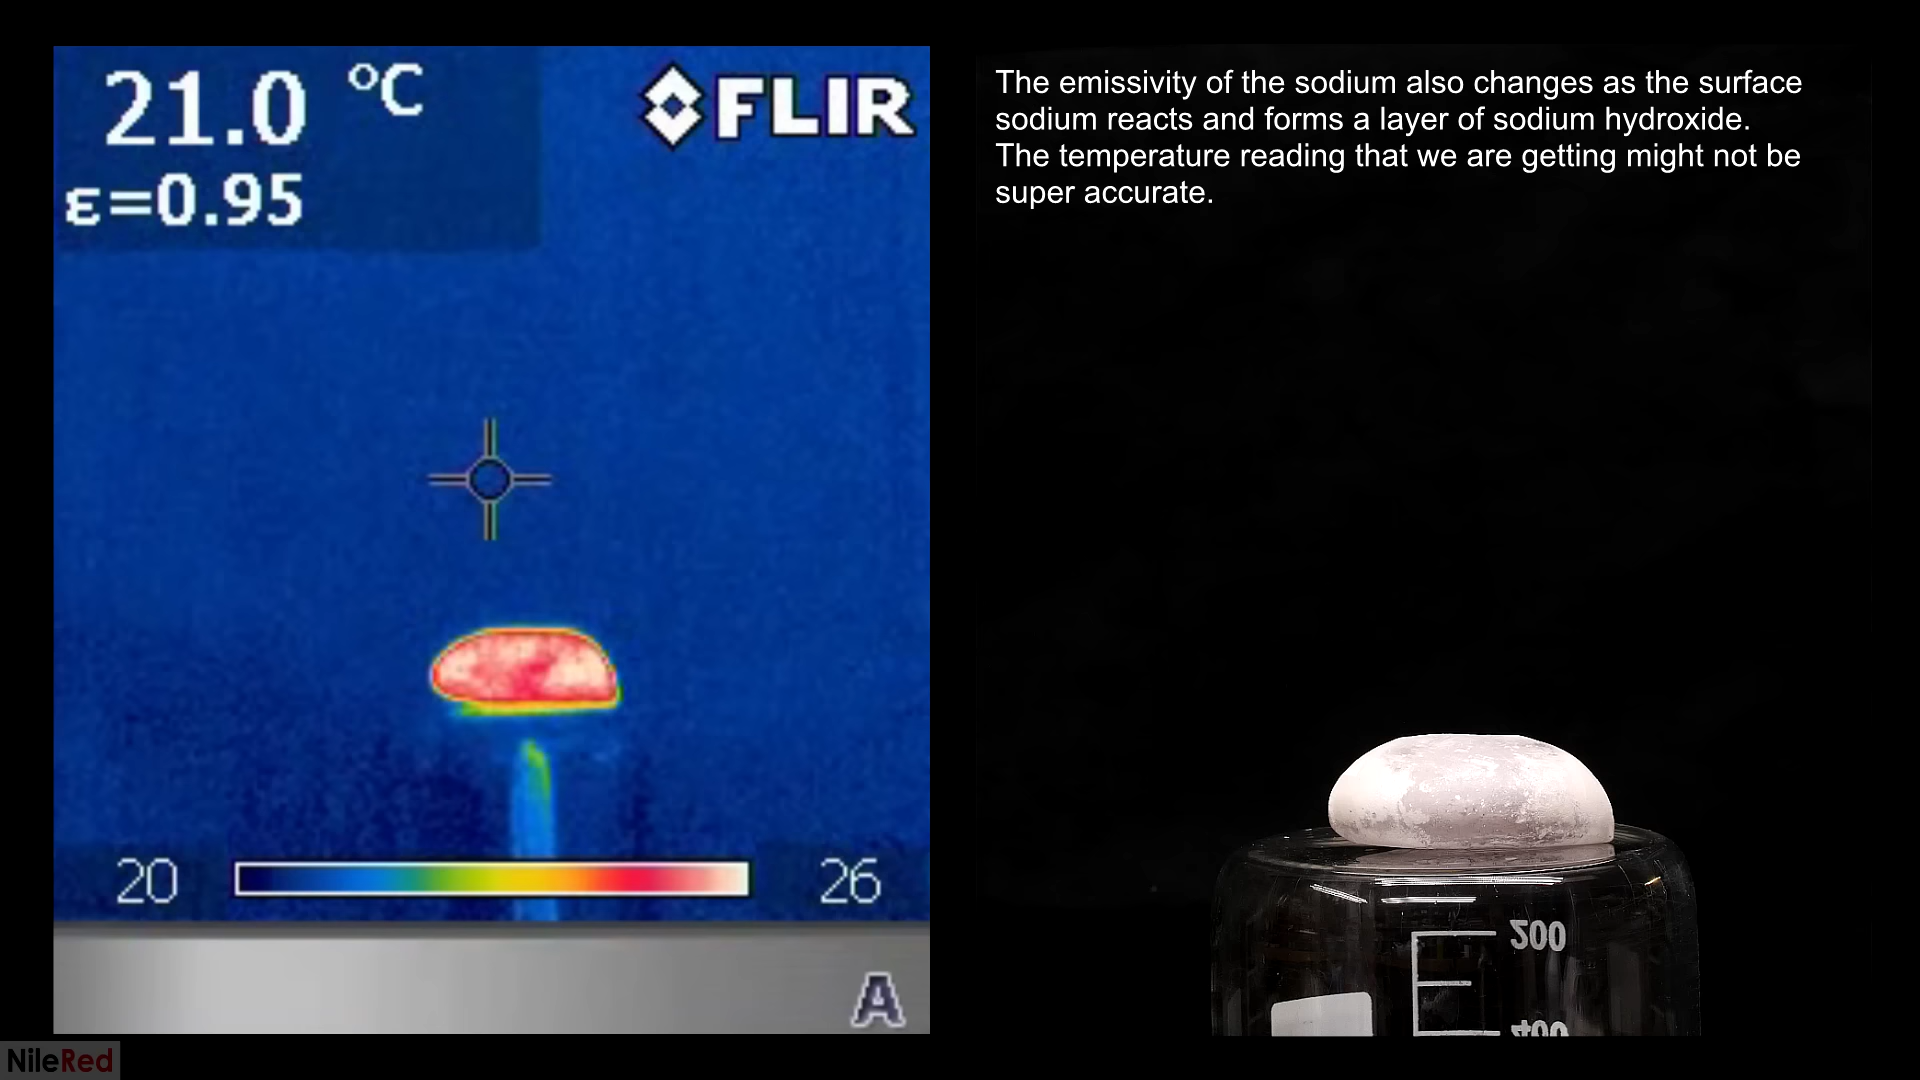 21.0 °C
FLIR
ε=0.95
20
26
A
The emissivity of the sodium also changes as the surface
sodium reacts and forms a layer of sodium hydroxide.
The temperature reading that we are getting might not be
super accurate.
200
400
NileRed